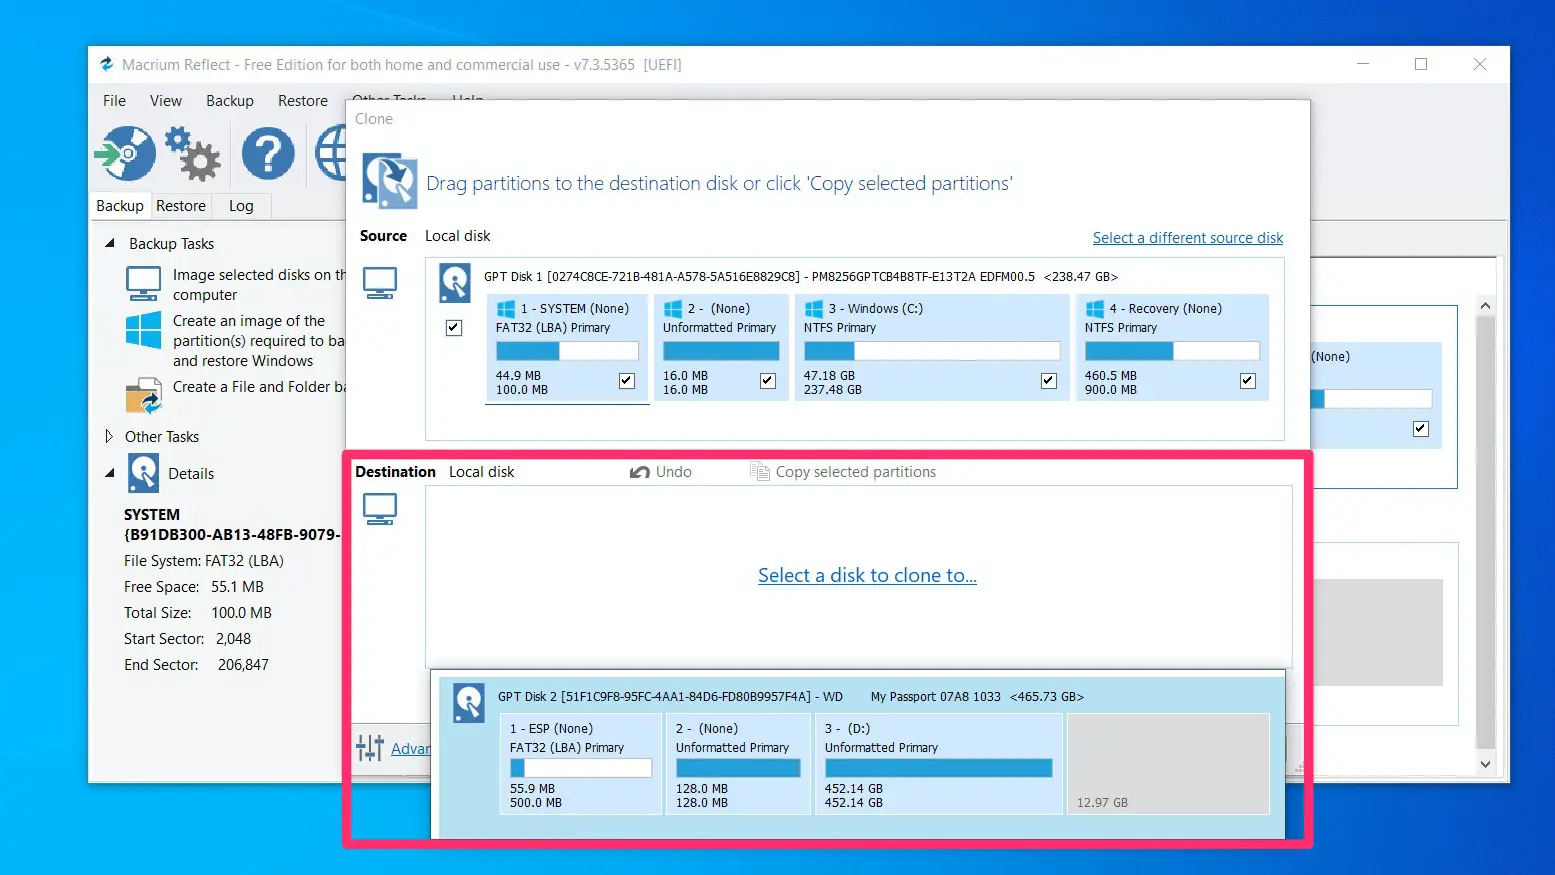 Macrium Reflect - Free Edition for both home and commercial use - v7.3.5365 [UEFI]
File View Backup Restore Other Tasks Help
Clone
Drag partitions to the destination disk or click 'Copy selected partitions'
Backup Restore Log
Source Local disk
Select a different source disk
Backup Tasks
Image selected disks on th
computer
Create an image of the
partition(s) required to ba
and restore Windows
Create a File and Folder ba
Other Tasks
Details
SYSTEM
{B91DB300-AB13-48FB-9079-
File System: FAT32 (LBA)
Free Space: 55.1 MB
Total Size: 100.0 MB
Start Sector: 2,048
End Sector: 206,847
GPT Disk 1 [0274C8CE-721B-481A-A578-5A516E8829C8] - PM8256GPTCB4B8TF-E13T2A EDFM00.5 <238.47 GB>
1 - SYSTEM (None)
FAT32 (LBA) Primary
44.9 MB
100.0 MB
2 - (None)
Unformatted Primary
16.0 MB
16.0 MB
3 - Windows (C:)
NTFS Primary
47.18 GB
237.48 GB
4 - Recovery (None)
NTFS Primary
460.5 MB
900.0 MB
(None)
Destination Local disk
Undo
Copy selected partitions
Select a disk to clone to...
Advan
GPT Disk 2 [51F1C9F8-95FC-4AA1-84D6-FD80B9957F4A] - WD My Passport 07A8 1033 <465.73 GB>
1 - ESP (None)
FAT32 (LBA) Primary
55.9 MB
500.0 MB
2 - (None)
Unformatted Primary
128.0 MB
128.0 MB
3 - (D:)
Unformatted Primary
452.14 GB
452.14 GB
12.97 GB